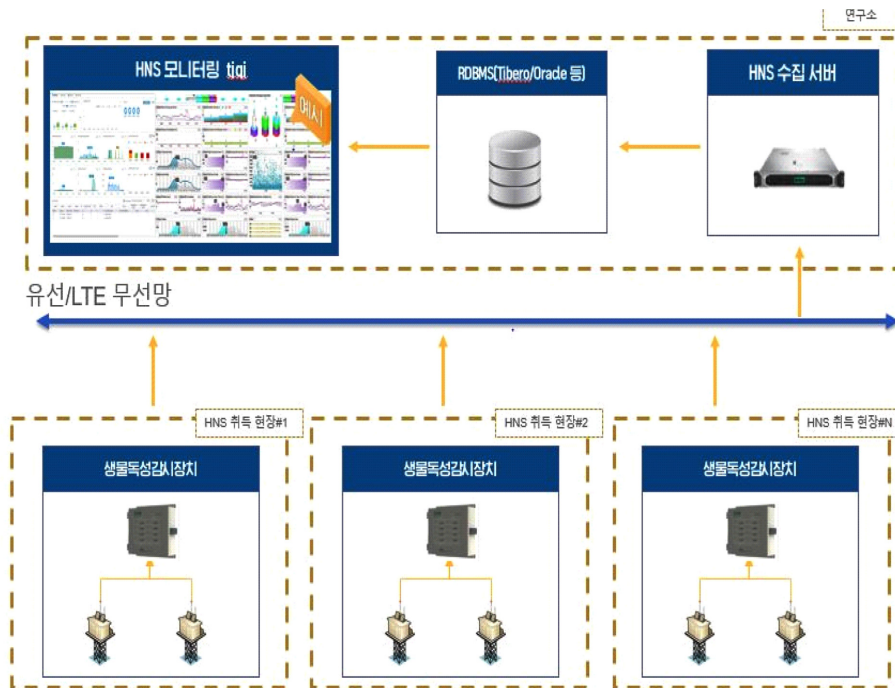 연구소
HNS 모니터링 tiqi
RDBMS(Tibero/Oracle 등)
HNS 수집 서버
예시
유선/LTE 무선망
HNS 취득 현장#1
HNS 취득 현장#2
HNS 취득 현장#N
생물독성감시장치
생물독성감시장치
생물독성감시장치